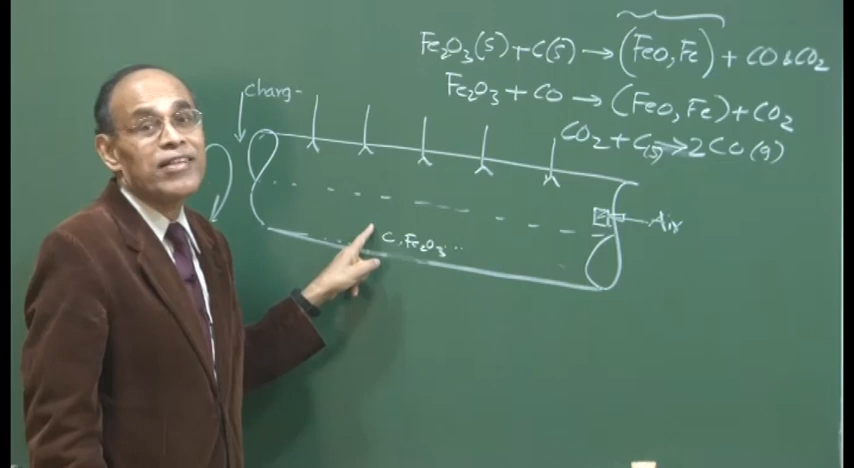 Fe₂O₃(s) + C(s) → (FeO, Fe) + CO & CO₂
Fe₂O₃ + CO → (FeO, Fe) + CO₂
CO₂ + C(s) → 2CO(g)
Charg-
Air
C, Fe₂O₃...